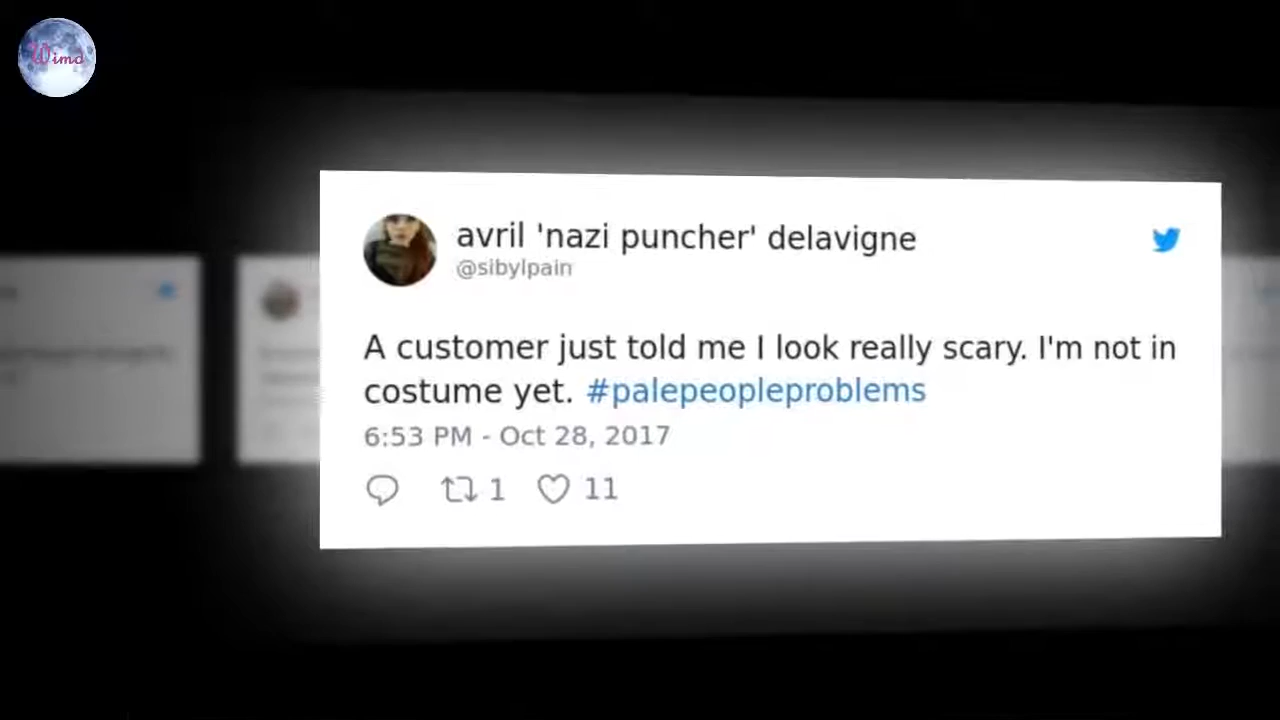 Wimd
avril 'nazi puncher' delavigne
@sibylpain
A customer just told me I look really scary. I'm not in
costume yet. #palepeopleproblems
6:53 PM - Oct 28, 2017
1 11